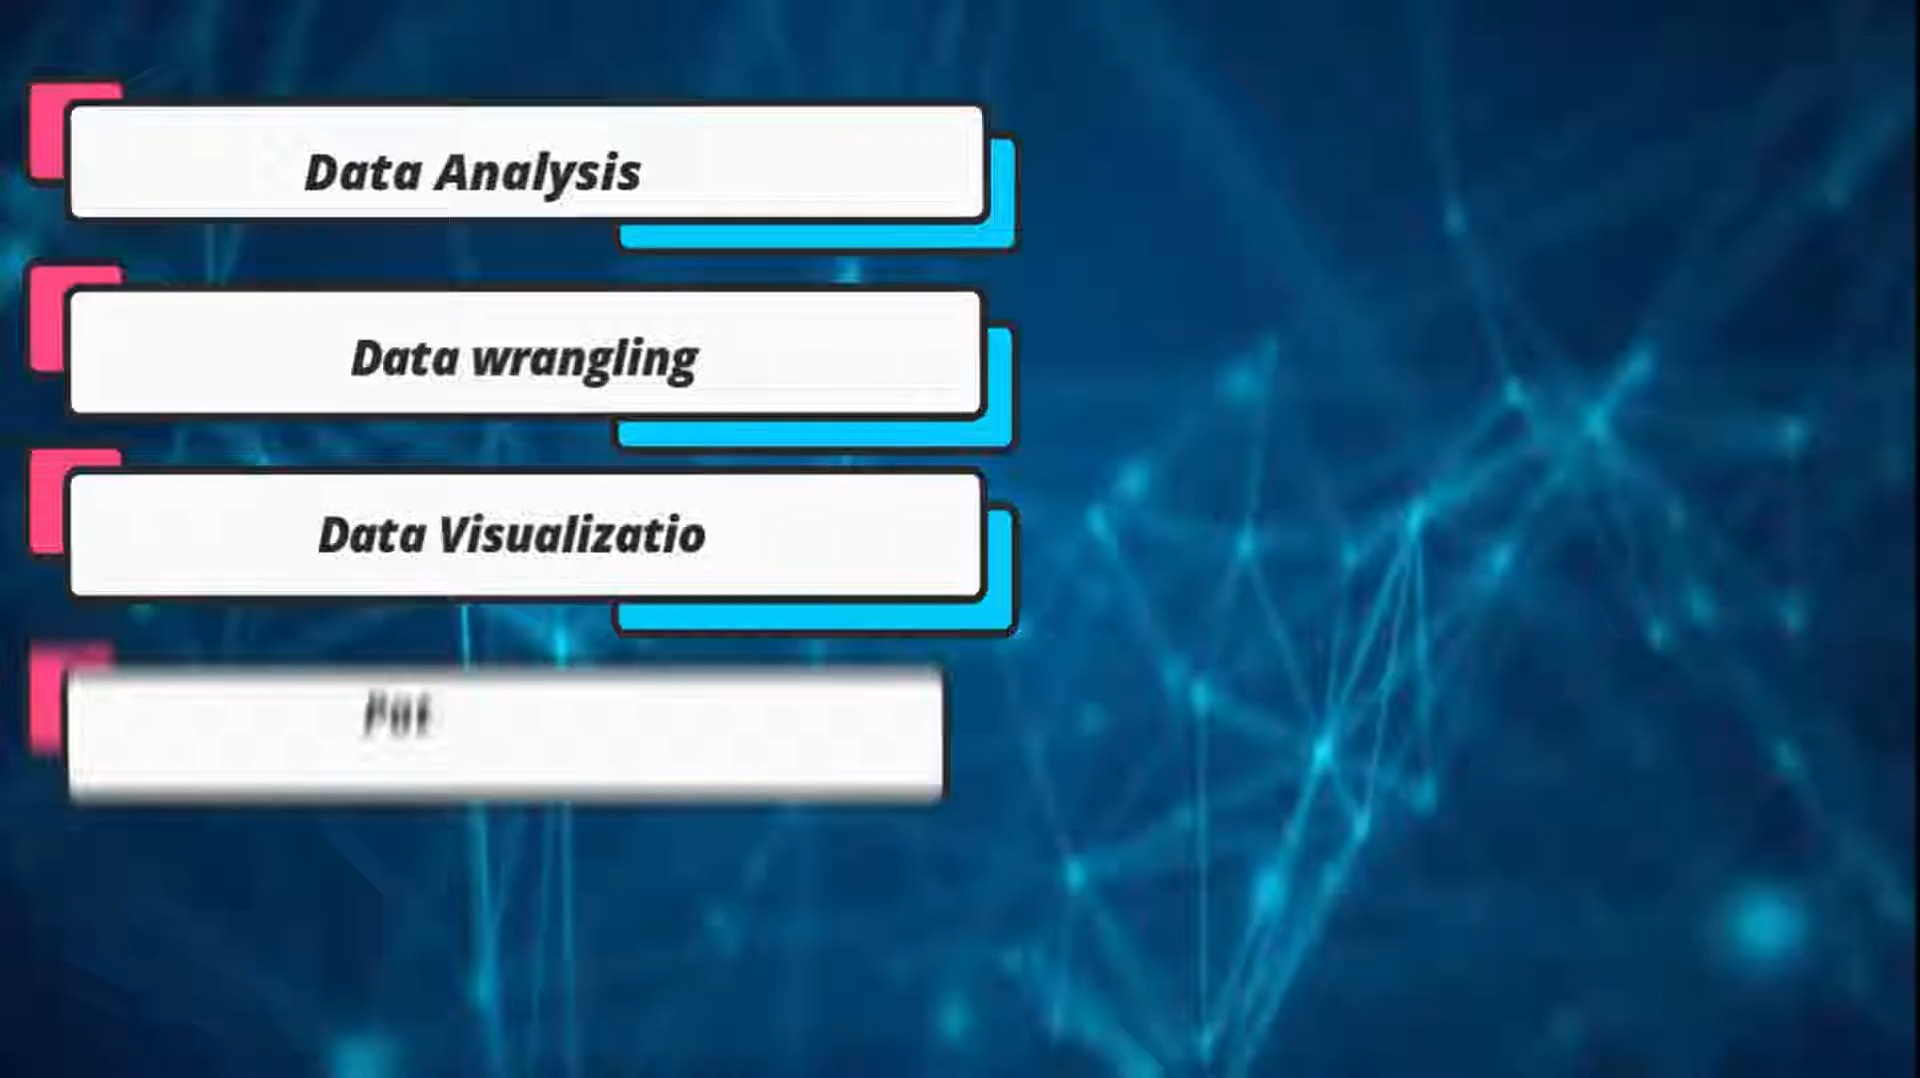 Data Analysis
Data wrangling
Data Visualizatio